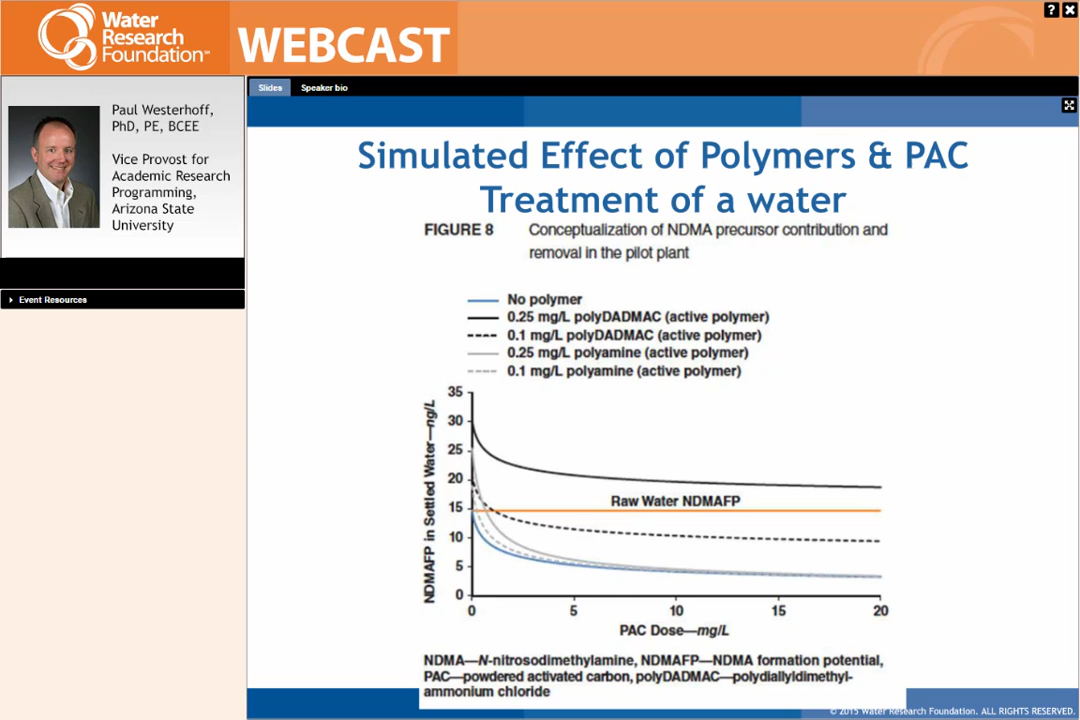 Water
Research
Foundation
WEBCAST
? X
Paul Westerhoff,
PhD, PE, BCEE
Vice Provost for
Academic Research
Programming,
Arizona State
University
Event Resources
Slides Speaker bio
Simulated Effect of Polymers & PAC
Treatment of a water
FIGURE 8 Conceptualization of NDMA precursor contribution and
removal in the pilot plant
No polymer
0.25 mg/L polyDADMAC (active polymer)
0.1 mg/L polyDADMAC (active polymer)
0.25 mg/L polyamine (active polymer)
0.1 mg/L polyamine (active polymer)
NDMAFP in Settled Water—ng/L
35
30
25
20
15
10
5
0
Raw Water NDMAFP
0 5 10 15 20
PAC Dose—mg/L
NDMA—N-nitrosodimethylamine, NDMAFP—NDMA formation potential,
PAC—powdered activated carbon, polyDADMAC—polydiallyldimethyl-
ammonium chloride
© 2015 Water Research Foundation. ALL RIGHTS RESERVED.